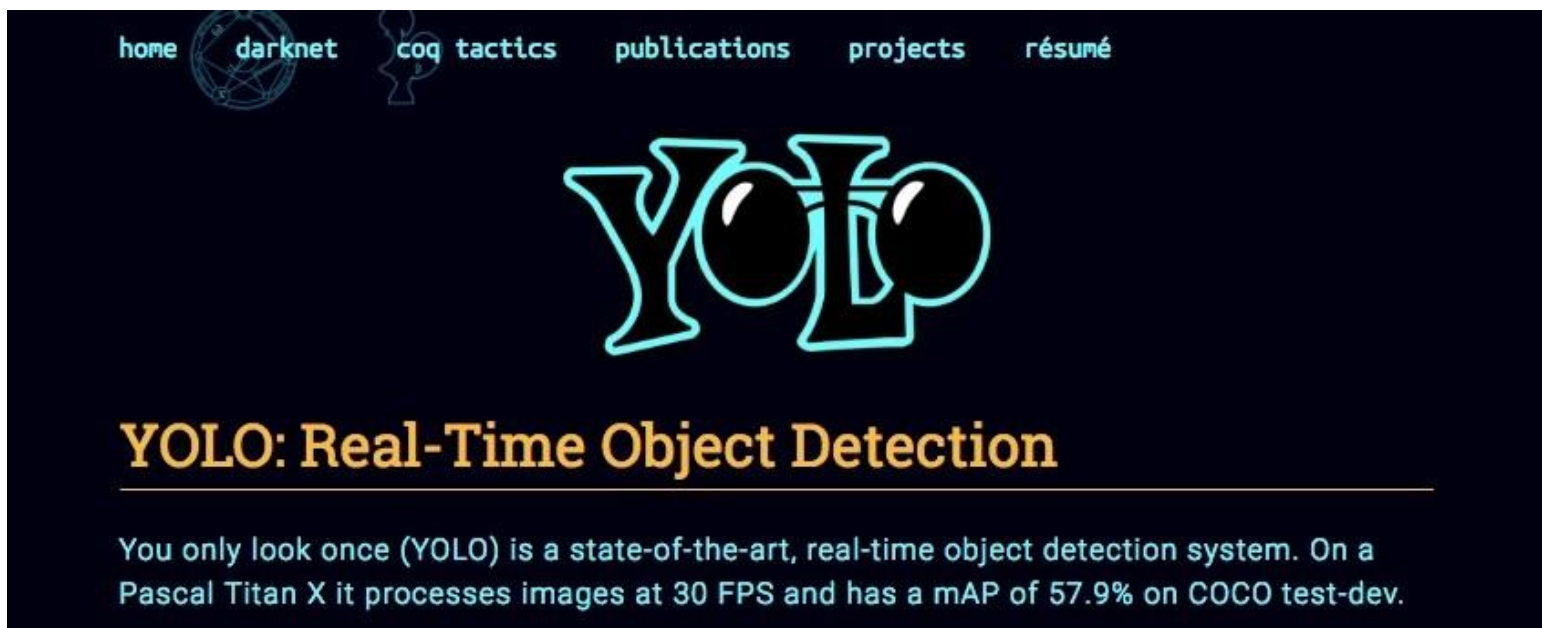 home darknet coq tactics publications projects résumé
YOLO
YOLO: Real-Time Object Detection
You only look once (YOLO) is a state-of-the-art, real-time object detection system. On a
Pascal Titan X it processes images at 30 FPS and has a mAP of 57.9% on COCO test-dev.